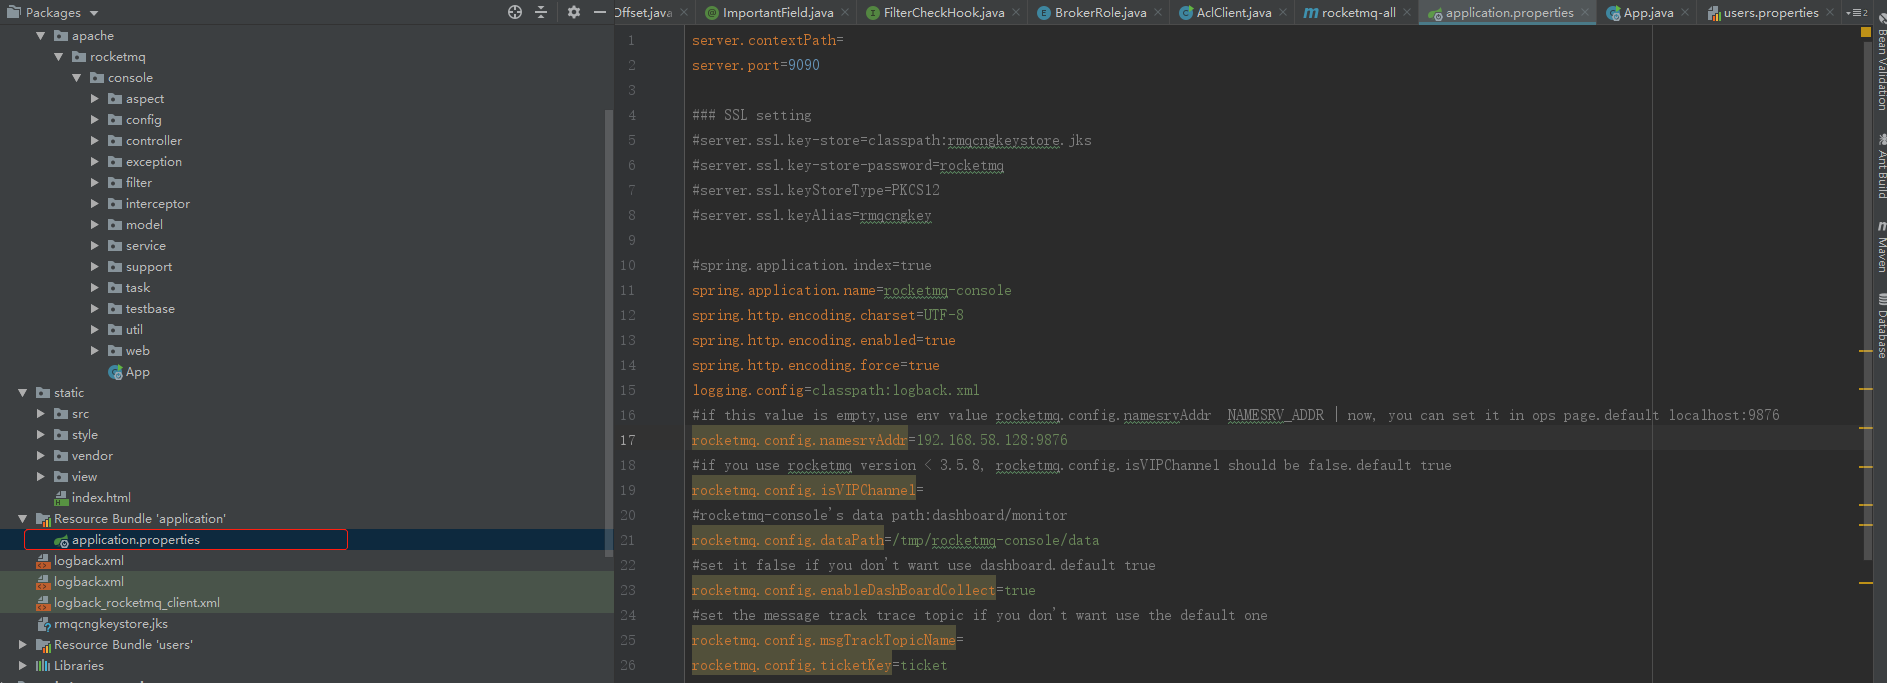 Packages
Offset.java
ImportantField.java
FilterCheckHook.java
BrokerRole.java
AclClient.java
rocketmq-all
application.properties
App.java
users.properties
2
apache
rocketmq
console
aspect
config
controller
exception
filter
interceptor
model
service
support
task
testbase
util
web
App
static
src
style
vendor
view
index.html
Resource Bundle 'application'
application.properties
logback.xml
logback.xml
logback_rocketmq_client.xml
rmqcngkeystore.jks
Resource Bundle 'users'
Libraries
1 server.contextPath=
2 server.port=9090
3
4 ### SSL setting
5 #server.ssl.key-store=classpath:rmqcngkeystore.jks
6 #server.ssl.key-store-password=rocketmq
7 #server.ssl.keyStoreType=PKCS12
8 #server.ssl.keyAlias=rmqcngkey
9
10 #spring.application.index=true
11 spring.application.name=rocketmq-console
12 spring.http.encoding.charset=UTF-8
13 spring.http.encoding.enabled=true
14 spring.http.encoding.force=true
15 logging.config=classpath:logback.xml
16 #if this value is empty,use env value rocketmq.config.namesrvAddr  NAMESRV_ADDR | now, you can set it in ops page.default localhost:9876
17 rocketmq.config.namesrvAddr=192.168.58.128:9876
18 #if you use rocketmq version < 3.5.8, rocketmq.config.isVIPChannel should be false.default true
19 rocketmq.config.isVIPChannel=
20 #rocketmq-console's data path:dashboard/monitor
21 rocketmq.config.dataPath=/tmp/rocketmq-console/data
22 #set it false if you don't want use dashboard.default true
23 rocketmq.config.enableDashBoardCollect=true
24 #set the message track trace topic if you don't want use the default one
25 rocketmq.config.msgTrackTopicName=
26 rocketmq.config.ticketKey=ticket
Bean Validation
Ant Build
Maven
Database